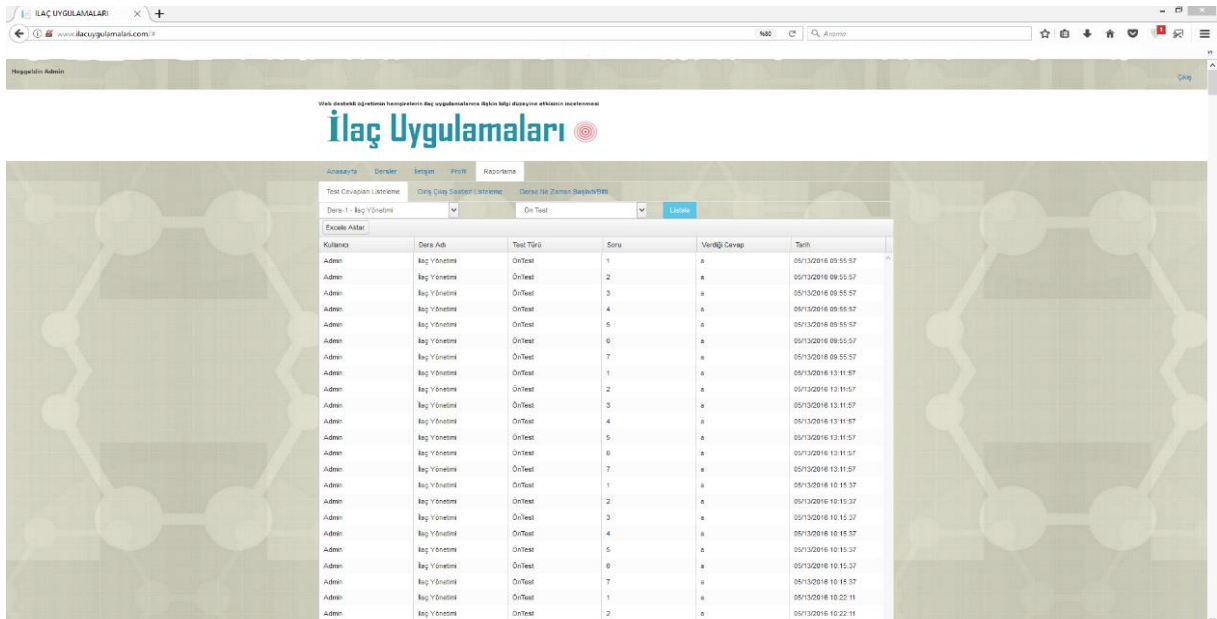 İLAÇ UYGULAMALARI
www.ilacuygulamalari.com/#
%80
Arama
1
Hoşgeldin Admin
Çıkış
Web destekli öğretimin hemşirelerin ilaç uygulamalarına ilişkin bilgi düzeyine etkisinin incelenmesi
İlaç Uygulamaları
Anasayfa Dersler İletişim Profil Raporlama
Test Cevapları Listeleme Giriş Çıkış Saatleri Listeleme Derse Ne Zaman Başladı/Bitti
Ders-1 - İlaç Yönetimi Ön Test Listele
Excele Aktar
Kullanıcı Ders Adı Test Türü Soru Verdiği Cevap Tarih
Admin İlaç Yönetimi ÖnTest 1 a 05/13/2016 09:55:57
Admin İlaç Yönetimi ÖnTest 2 a 05/13/2016 09:55:57
Admin İlaç Yönetimi ÖnTest 3 a 05/13/2016 09:55:57
Admin İlaç Yönetimi ÖnTest 4 a 05/13/2016 09:55:57
Admin İlaç Yönetimi ÖnTest 5 a 05/13/2016 09:55:57
Admin İlaç Yönetimi ÖnTest 6 a 05/13/2016 09:55:57
Admin İlaç Yönetimi ÖnTest 7 a 05/13/2016 09:55:57
Admin İlaç Yönetimi ÖnTest 1 a 05/13/2016 13:11:57
Admin İlaç Yönetimi ÖnTest 2 a 05/13/2016 13:11:57
Admin İlaç Yönetimi ÖnTest 3 a 05/13/2016 13:11:57
Admin İlaç Yönetimi ÖnTest 4 a 05/13/2016 13:11:57
Admin İlaç Yönetimi ÖnTest 5 a 05/13/2016 13:11:57
Admin İlaç Yönetimi ÖnTest 6 a 05/13/2016 13:11:57
Admin İlaç Yönetimi ÖnTest 7 a 05/13/2016 13:11:57
Admin İlaç Yönetimi ÖnTest 1 a 05/13/2016 10:15:37
Admin İlaç Yönetimi ÖnTest 2 a 05/13/2016 10:15:37
Admin İlaç Yönetimi ÖnTest 3 a 05/13/2016 10:15:37
Admin İlaç Yönetimi ÖnTest 4 a 05/13/2016 10:15:37
Admin İlaç Yönetimi ÖnTest 5 a 05/13/2016 10:15:37
Admin İlaç Yönetimi ÖnTest 6 a 05/13/2016 10:15:37
Admin İlaç Yönetimi ÖnTest 7 a 05/13/2016 10:15:37
Admin İlaç Yönetimi ÖnTest 1 a 05/13/2016 10:22:11
Admin İlaç Yönetimi ÖnTest 2 a 05/13/2016 10:22:11